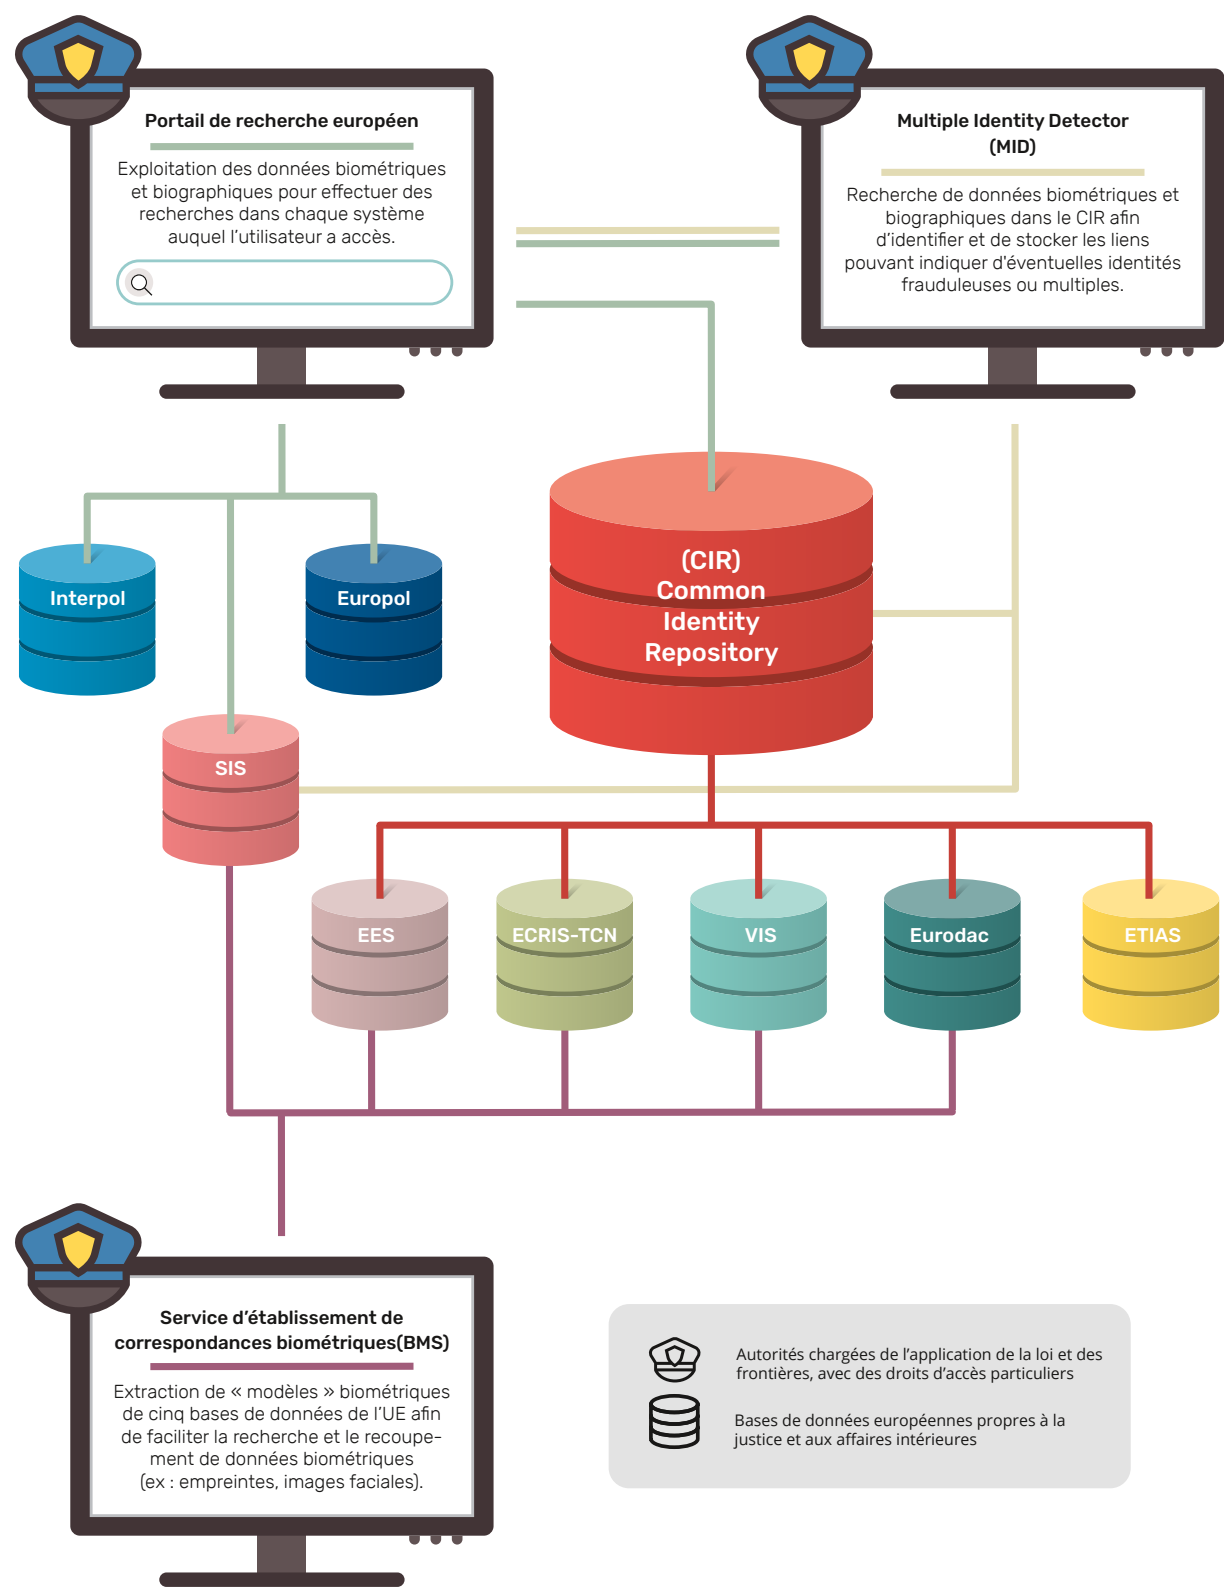 Portail de recherche européen
Exploitation des données biométriques
et biographiques pour effectuer des
recherches dans chaque système
auquel l’utilisateur a accès.
Multiple Identity Detector
(MID)
Recherche de données biométriques et
biographiques dans le CIR afin
d’identifier et de stocker les liens
pouvant indiquer d'éventuelles identités
frauduleuses ou multiples.
(CIR)
Common
Identity
Repository
Interpol
Europol
SIS
EES
ECRIS-TCN
VIS
Eurodac
ETIAS
Service d’établissement de
correspondances biométriques(BMS)
Extraction de « modèles » biométriques
de cinq bases de données de l’UE afin
de faciliter la recherche et le recoupe-
ment de données biométriques
(ex : empreintes, images faciales).
Autorités chargées de l’application de la loi et des
frontières, avec des droits d’accès particuliers
Bases de données européennes propres à la
justice et aux affaires intérieures